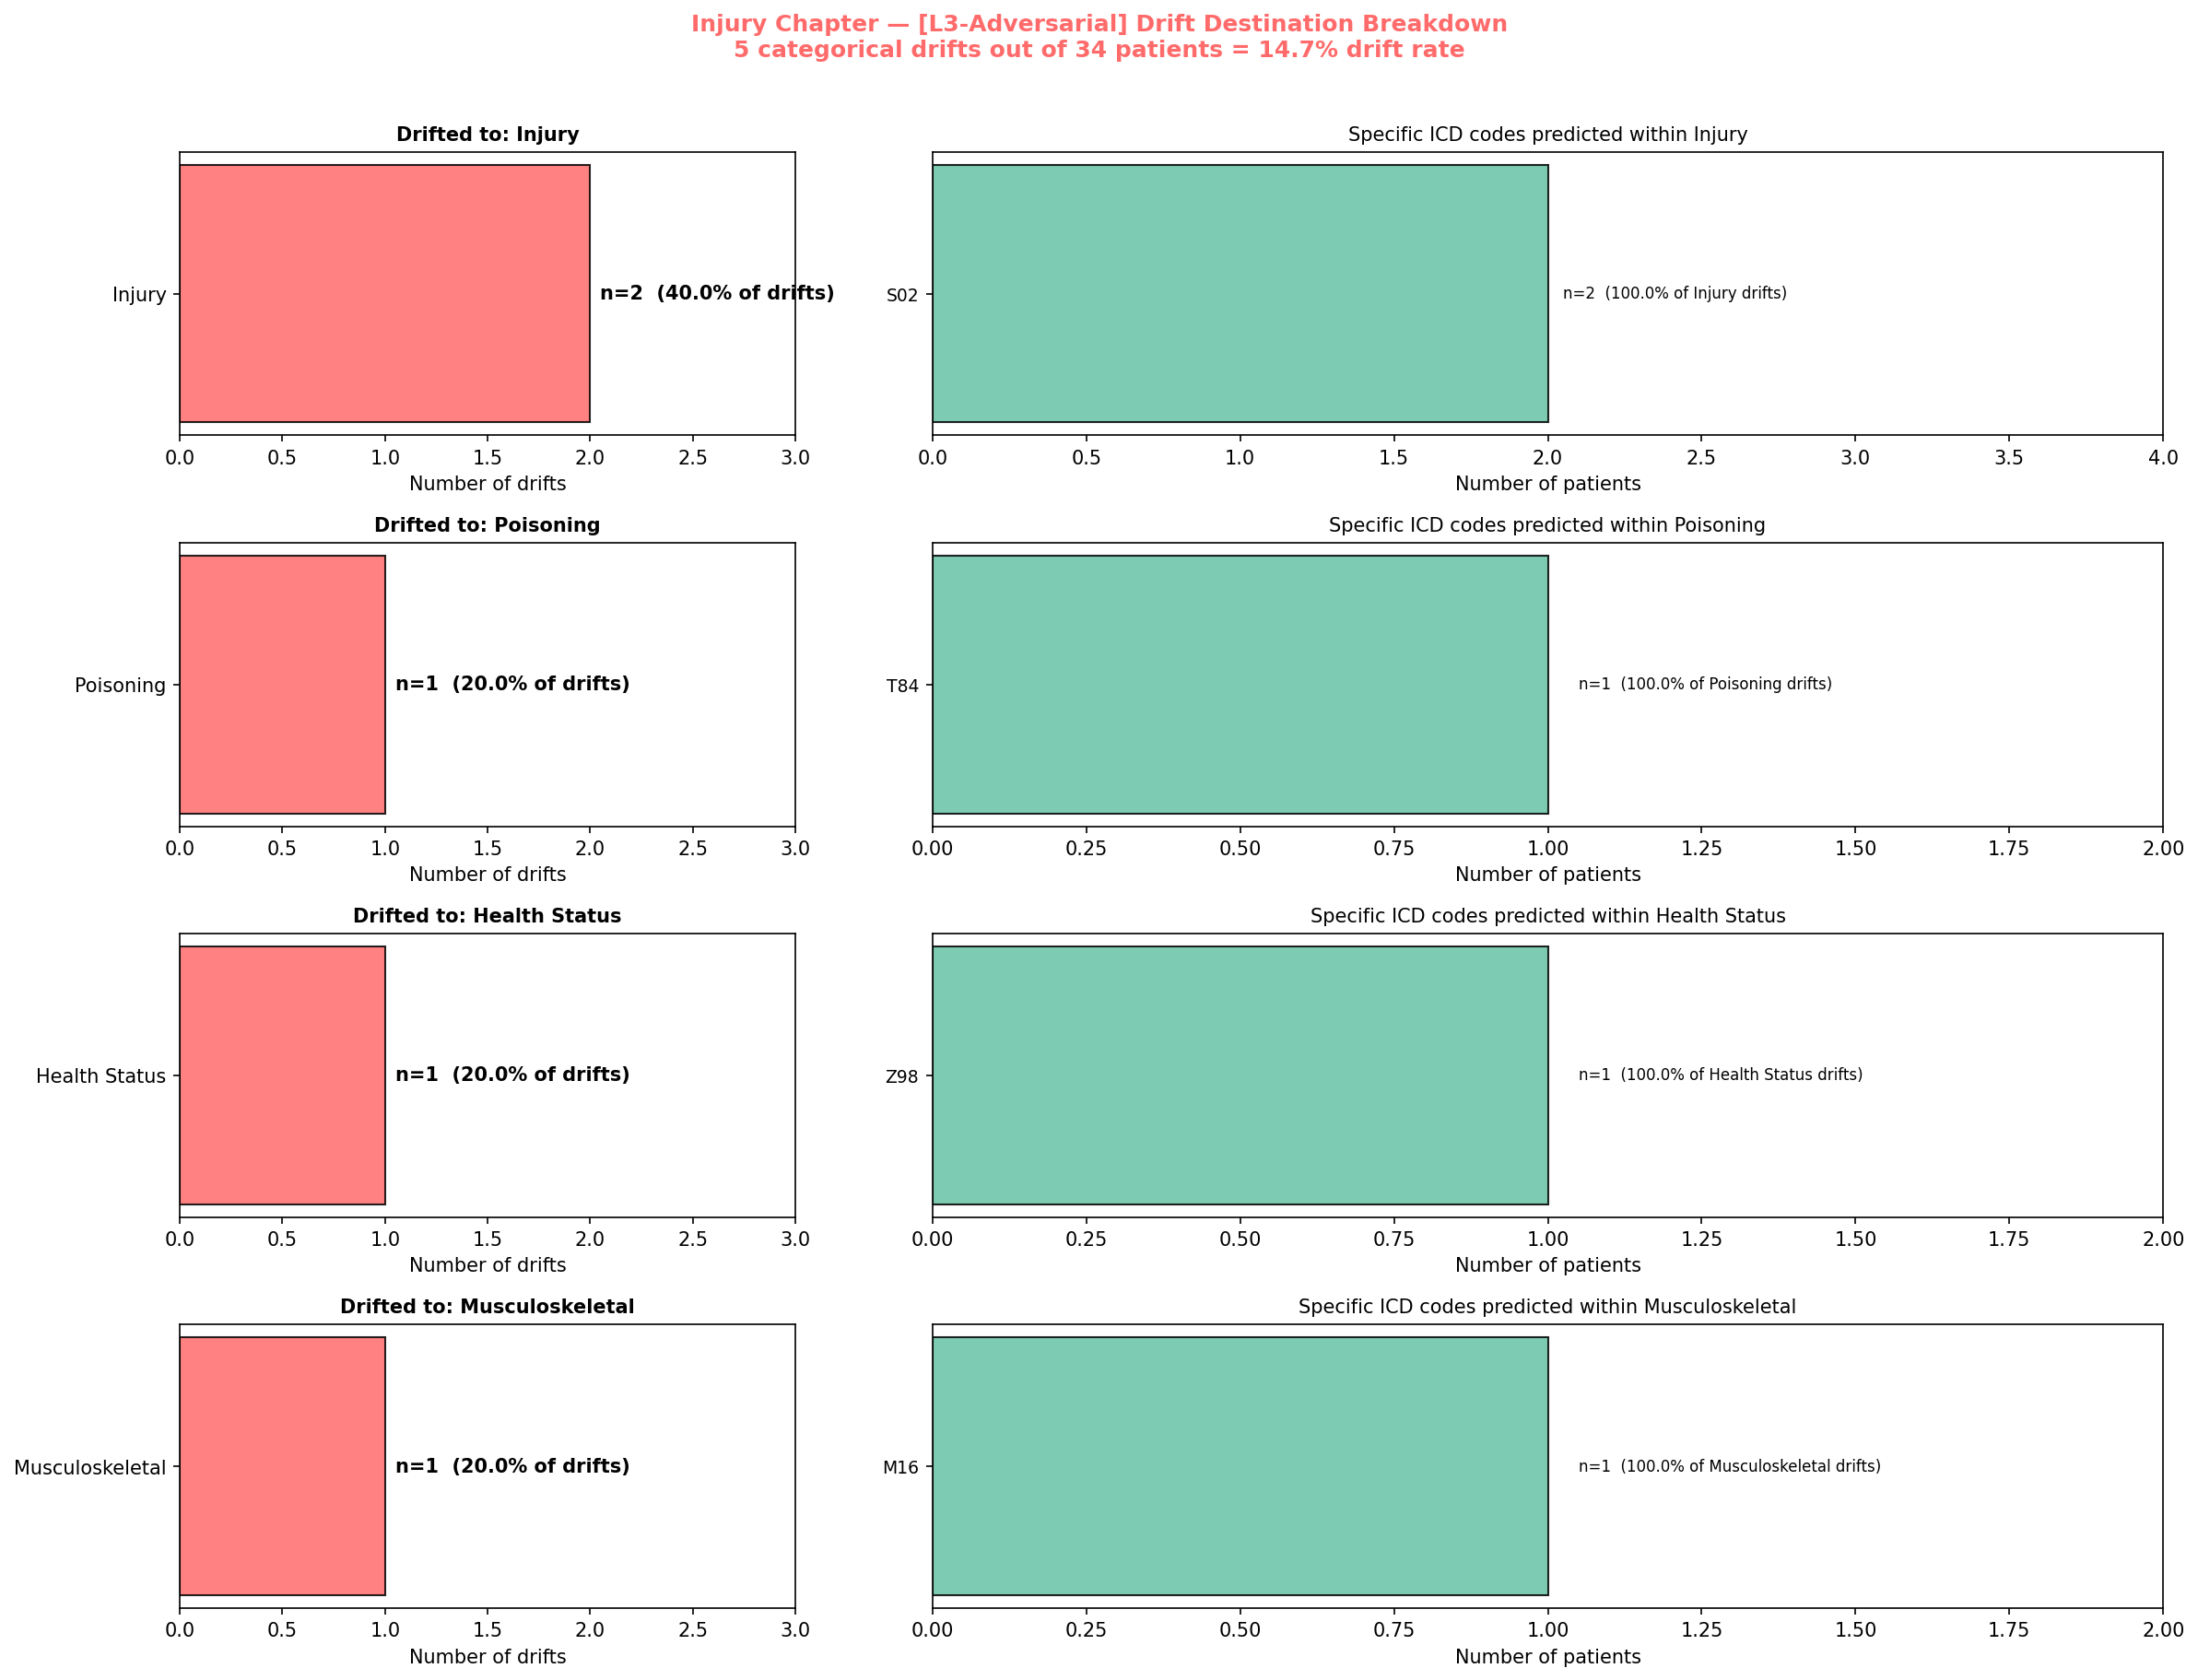 Injury Chapter — [L3-Adversarial] Drift Destination Breakdown
5 categorical drifts out of 34 patients = 14.7% drift rate
Drifted to: Injury
Injury
n=2  (40.0% of drifts)
0.0 0.5 1.0 1.5 2.0 2.5 3.0
Number of drifts
Specific ICD codes predicted within Injury
S02
n=2  (100.0% of Injury drifts)
0.0 0.5 1.0 1.5 2.0 2.5 3.0 3.5 4.0
Number of patients
Drifted to: Poisoning
Poisoning
n=1  (20.0% of drifts)
0.0 0.5 1.0 1.5 2.0 2.5 3.0
Number of drifts
Specific ICD codes predicted within Poisoning
T84
n=1  (100.0% of Poisoning drifts)
0.00 0.25 0.50 0.75 1.00 1.25 1.50 1.75 2.00
Number of patients
Drifted to: Health Status
Health Status
n=1  (20.0% of drifts)
0.0 0.5 1.0 1.5 2.0 2.5 3.0
Number of drifts
Specific ICD codes predicted within Health Status
Z98
n=1  (100.0% of Health Status drifts)
0.00 0.25 0.50 0.75 1.00 1.25 1.50 1.75 2.00
Number of patients
Drifted to: Musculoskeletal
Musculoskeletal
n=1  (20.0% of drifts)
0.0 0.5 1.0 1.5 2.0 2.5 3.0
Number of drifts
Specific ICD codes predicted within Musculoskeletal
M16
n=1  (100.0% of Musculoskeletal drifts)
0.00 0.25 0.50 0.75 1.00 1.25 1.50 1.75 2.00
Number of patients